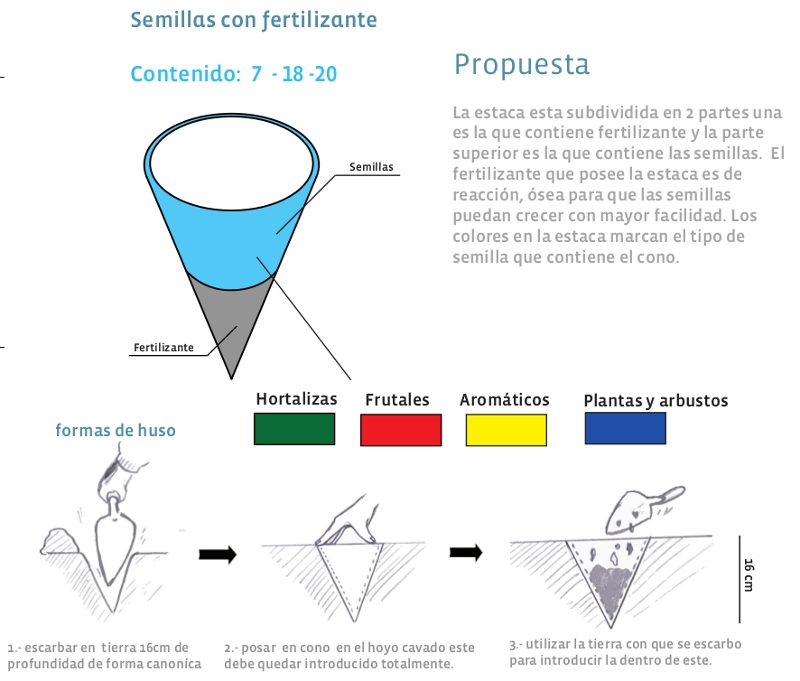 Semillas con fertilizante
Contenido: 7 - 18 -20
Semillas
Fertilizante
Propuesta
La estaca esta subdividida en 2 partes una
es la que contiene fertilizante y la parte
superior es la que contiene las semillas. El
fertilizante que posee la estaca es de
reacción, ósea para que las semillas
puedan crecer con mayor facilidad. Los
colores en la estaca marcan el tipo de
semilla que contiene el cono.
Hortalizas
Frutales
Aromáticos
Plantas y arbustos
formas de huso
16 cm
1.- escarbar en tierra 16cm de
profundidad de forma canoníca
2.- posar en cono en el hoyo cavado este
debe quedar introducido totalmente.
3.- utilizar la tierra con que se escarbo
para introducir la dentro de este.